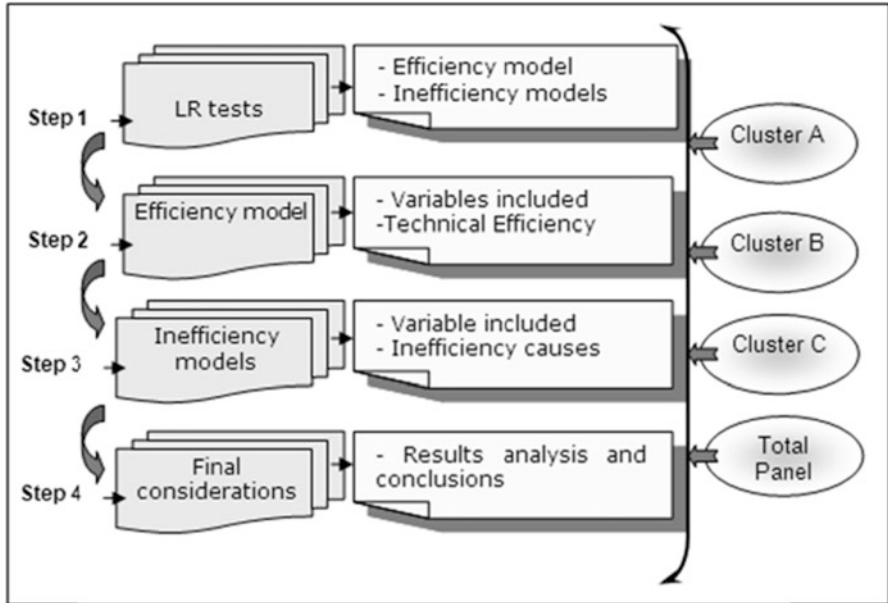 Step 1
LR tests
- Efficiency model
- Inefficiency models
Cluster A
Step 2
Efficiency model
- Variables included
-Technical Efficiency
Cluster B
Step 3
Inefficiency
models
- Variable included
- Inefficiency causes
Cluster C
Step 4
Final
considerations
- Results analysis and
conclusions
Total
Panel